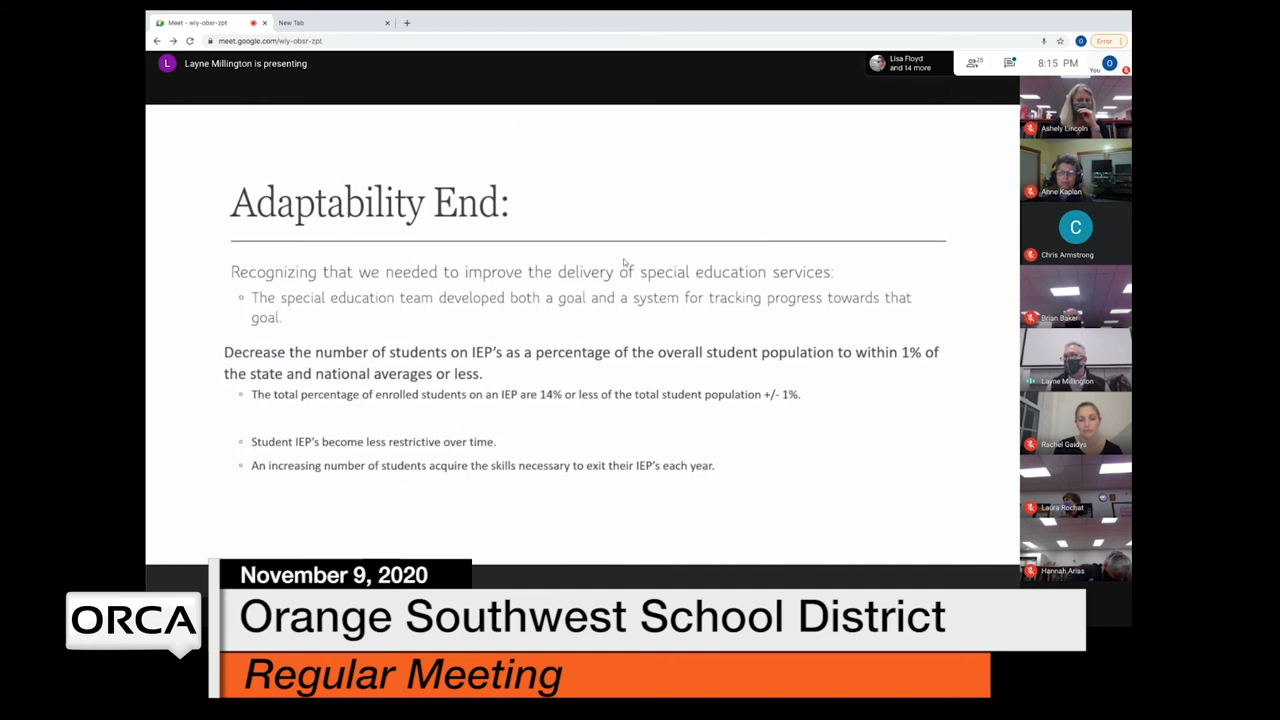 Meet - wiy-obsr-zpt
New Tab
meet.google.com/wiy-obsr-zpt
O
Error
L
Layne Millington is presenting
Lisa Floyd
and 14 more
25
8:15 PM
You
O
Ashely Lincoln
Anne Kaplan
C
Chris Armstrong
Brian Baker
Layne Millington
Rachel Gaidys
Laura Rochat
Hannah Arias
Adaptability End:
Recognizing that we needed to improve the delivery of special education services:
The special education team developed both a goal and a system for tracking progress towards that
goal.
Decrease the number of students on IEP's as a percentage of the overall student population to within 1% of
the state and national averages or less.
The total percentage of enrolled students on an IEP are 14% or less of the total student population +/- 1%.
Student IEP's become less restrictive over time.
An increasing number of students acquire the skills necessary to exit their IEP's each year.
November 9, 2020
ORCA
Orange Southwest School District
Regular Meeting